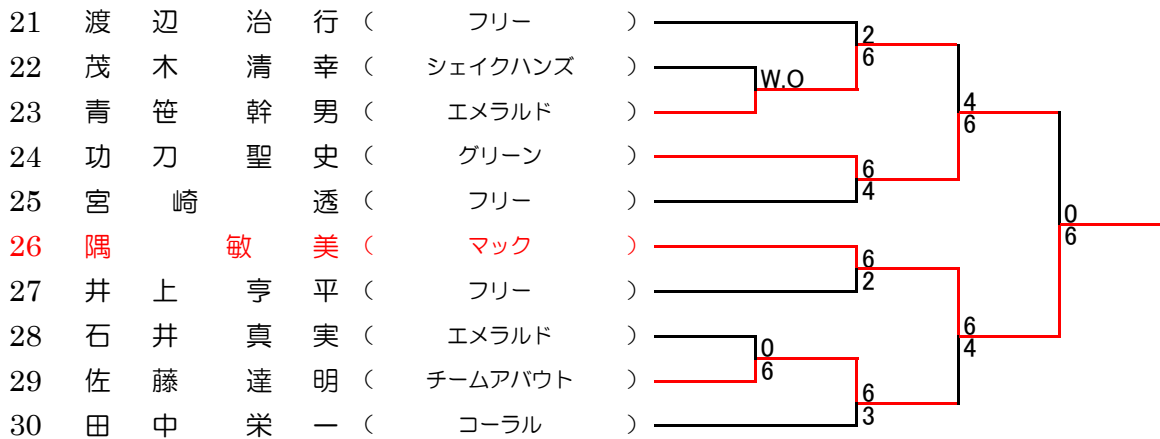 21 渡辺 治行 ( フリー ) 2
22 茂木 清幸 ( シェイクハンズ ) W.O 6
23 青笹 幹男 ( エメラルド ) 4 6
24 功刀 聖史 ( グリーン ) 6
25 宮崎 透 ( フリー ) 4
0
26 隅 敏美 ( マック ) 6 6
27 井上 亨平 ( フリー ) 2
28 石井 真実 ( エメラルド ) 0 6 4
29 佐藤 達明 ( チームアバウト ) 6 6
30 田中 栄一 ( コーラル ) 3